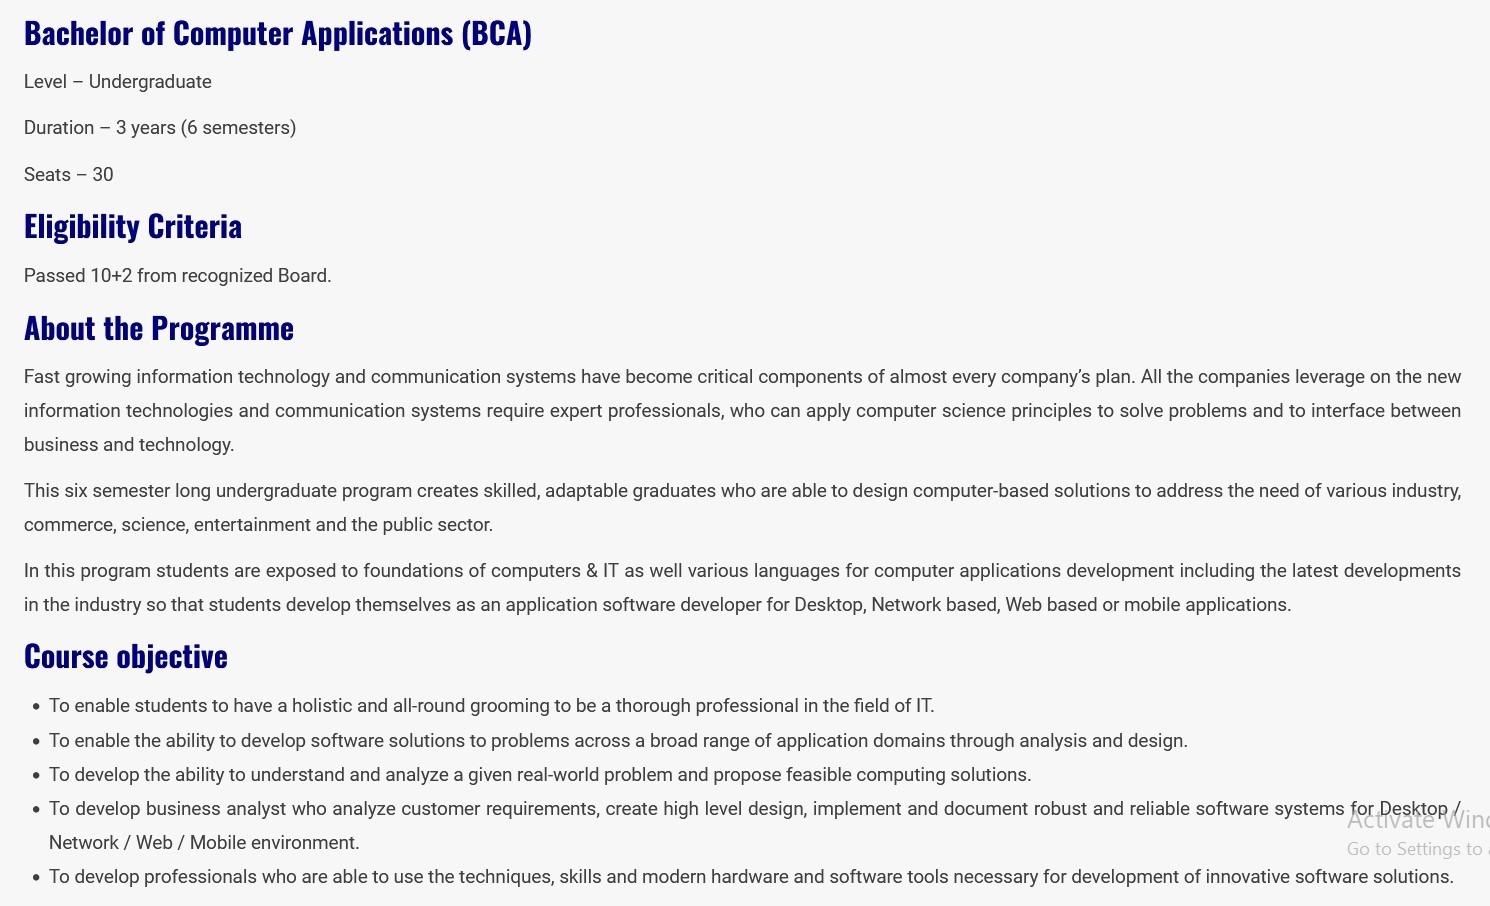 Bachelor of Computer Applications (BCA)
Level – Undergraduate
Duration – 3 years (6 semesters)
Seats – 30
Eligibility Criteria
Passed 10+2 from recognized Board.
About the Programme
Fast growing information technology and communication systems have become critical components of almost every company’s plan. All the companies leverage on the new
information technologies and communication systems require expert professionals, who can apply computer science principles to solve problems and to interface between
business and technology.
This six semester long undergraduate program creates skilled, adaptable graduates who are able to design computer-based solutions to address the need of various industry,
commerce, science, entertainment and the public sector.
In this program students are exposed to foundations of computers & IT as well various languages for computer applications development including the latest developments
in the industry so that students develop themselves as an application software developer for Desktop, Network based, Web based or mobile applications.
Course objective
• To enable students to have a holistic and all-round grooming to be a thorough professional in the field of IT.
• To enable the ability to develop software solutions to problems across a broad range of application domains through analysis and design.
• To develop the ability to understand and analyze a given real-world problem and propose feasible computing solutions.
• To develop business analyst who analyze customer requirements, create high level design, implement and document robust and reliable software systems for Desktop /
Network / Web / Mobile environment.
• To develop professionals who are able to use the techniques, skills and modern hardware and software tools necessary for development of innovative software solutions.
Activate
Go to Settings to